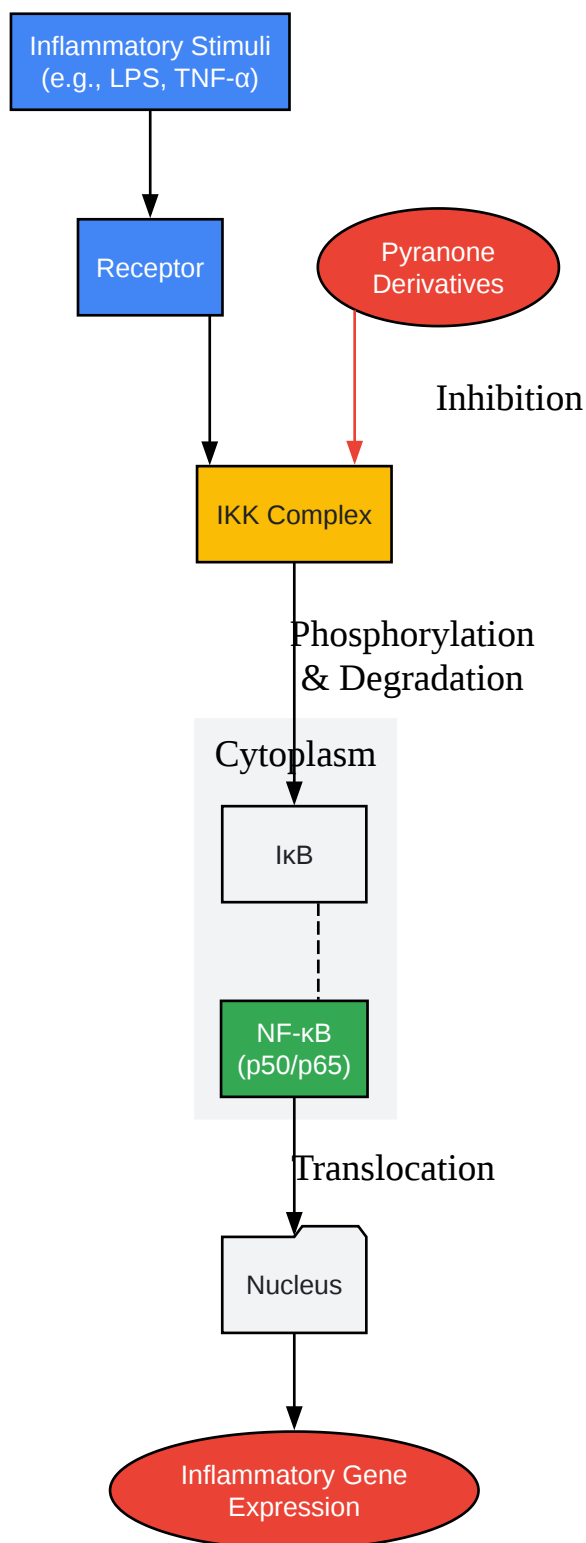 Inflammatory Stimuli
(e.g., LPS, TNF-α)
Receptor
Pyranone
Derivatives
Inhibition
IKK Complex
Phosphorylation
& Degradation
Cytoplasm
IκB
NF-κB
(p50/p65)
Translocation
Nucleus
Inflammatory Gene
Expression